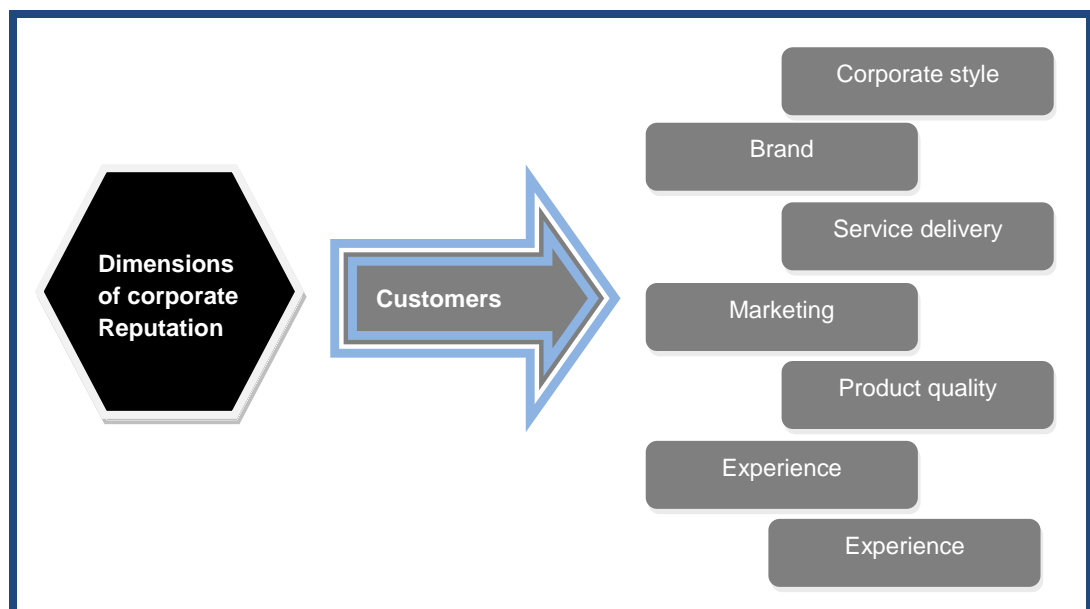 Dimensions
of corporate
Reputation
Customers
Corporate style
Brand
Service delivery
Marketing
Product quality
Experience
Experience